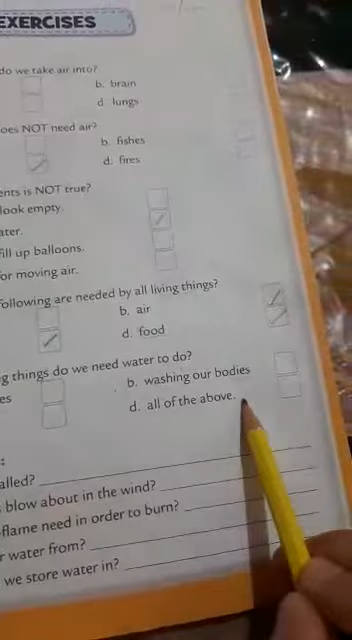 EXERCISES
do we take air into?
b. brain
d. lungs
oes NOT need air?
b. fishes
d. fires
ents is NOT true?
look empty.
ater.
fill up balloons.
or moving air.
following are needed by all living things?
b. air
d. food
g things do we need water to do?
es
b. washing our bodies
d. all of the above.
:
alled?
blow about in the wind?
flame need in order to burn?
r water from?
we store water in?